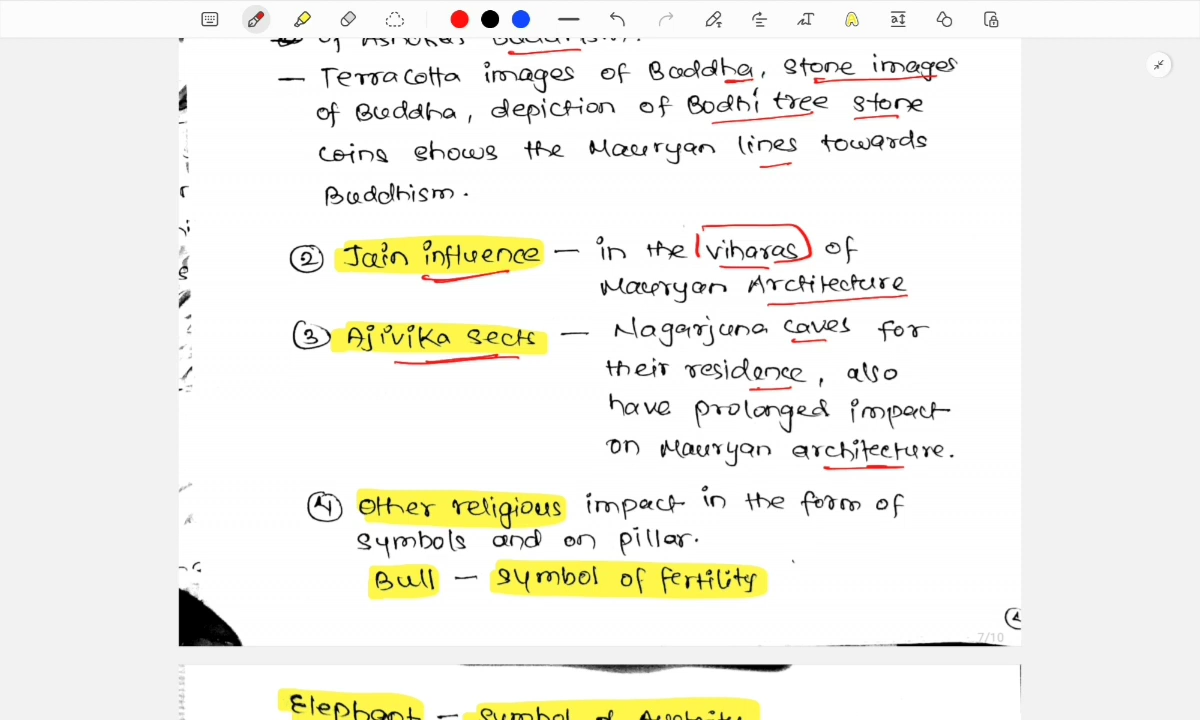 of Ashokas Buddhism.
— Terracotta images of Buddha, stone images
of Buddha, depiction of Bodhi tree stone
coins shows the Mauryan lines towards
Buddhism.
② Jain influence — in the viharas of
Mauryan Architecture
③ Ajivika sects — Nagarjuna caves for
their residence, also
have prolonged impact
on Mauryan architecture.
④ Other religious impact in the form of
symbols and on pillar.
Bull — symbol of fertility
7/10
Elephant — symbol of